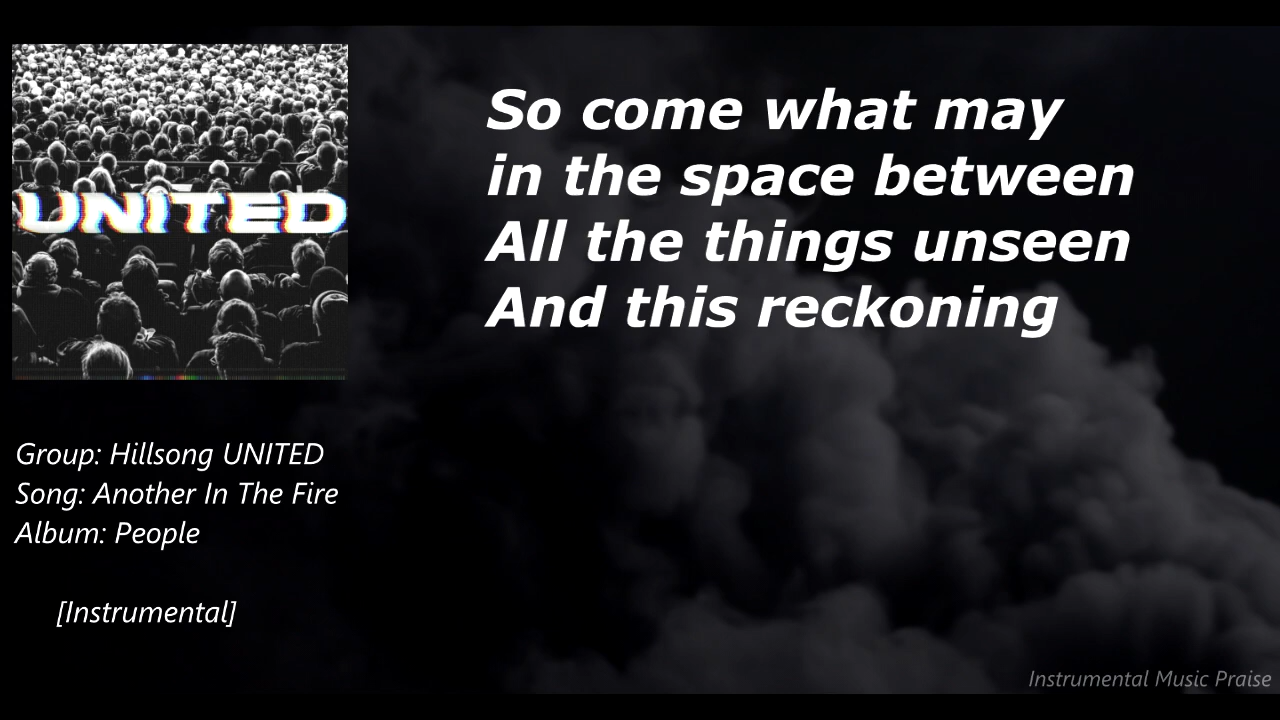 UNITED
Group: Hillsong UNITED
Song: Another In The Fire
Album: People
[Instrumental]
So come what may
in the space between
All the things unseen
And this reckoning
Instrumental Music Praise